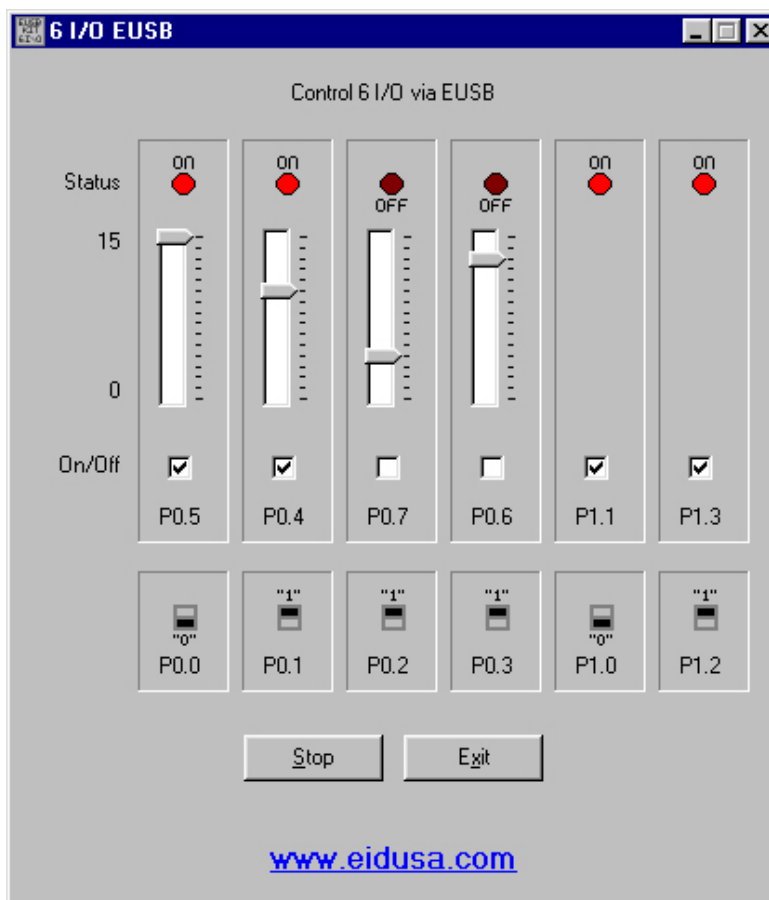 6 I/O EUSB
Control 6 I/O via EUSB
Status on on OFF OFF on on
15
0
On/Off
P0.5 P0.4 P0.7 P0.6 P1.1 P1.3
"0" "1" "1" "1" "0" "1"
P0.0 P0.1 P0.2 P0.3 P1.0 P1.2
Stop Exit
www.eidusa.com